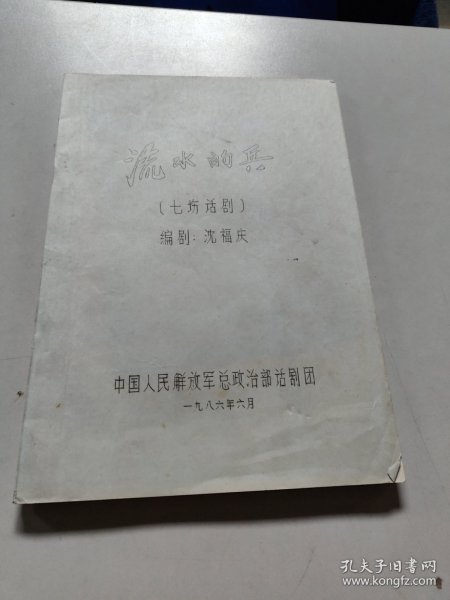 流水的兵
(七场话剧)
编剧:沈福庆
中国人民解放军总政治部话剧团
一九八六年六月
孔夫子旧书网
www.kongfz.com